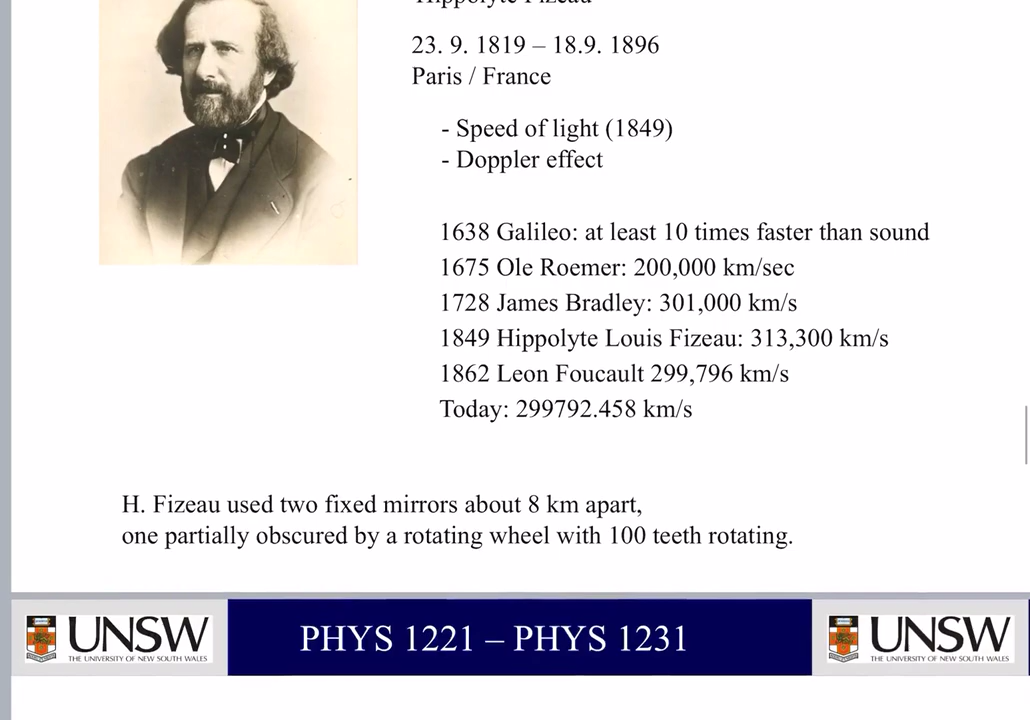 Hippolyte Fizeau
23. 9. 1819 – 18.9. 1896
Paris / France
- Speed of light (1849)
- Doppler effect
1638 Galileo: at least 10 times faster than sound
1675 Ole Roemer: 200,000 km/sec
1728 James Bradley: 301,000 km/s
1849 Hippolyte Louis Fizeau: 313,300 km/s
1862 Leon Foucault 299,796 km/s
Today: 299792.458 km/s
H. Fizeau used two fixed mirrors about 8 km apart,
one partially obscured by a rotating wheel with 100 teeth rotating.
UNSW
THE UNIVERSITY OF NEW SOUTH WALES
PHYS 1221 – PHYS 1231
UNSW
THE UNIVERSITY OF NEW SOUTH WALES